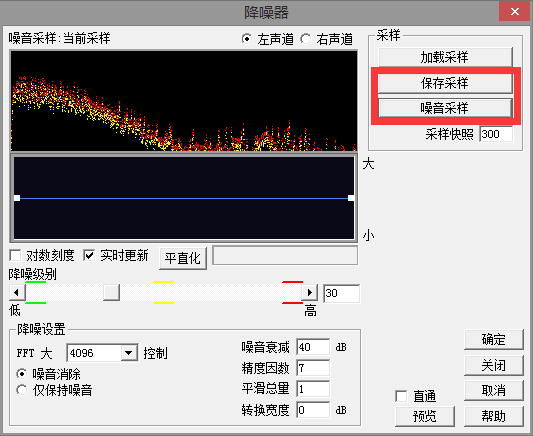 降噪器
噪音采样:当前采样
左声道
右声道
采样
加载采样
保存采样
噪音采样
采样快照 300
大
小
对数刻度
实时更新
平直化
降噪级别
30
低
高
降噪设置
FFT 大 4096 控制
噪音消除
仅保持噪音
噪音衰减 40 dB
精度因数 7
平滑总量 1
转换宽度 0 dB
直通
预览
确定
关闭
取消
帮助